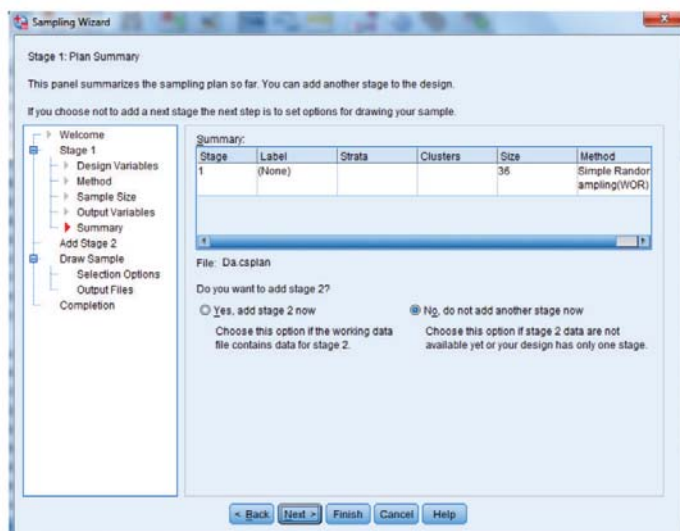 Sampling Wizard
Stage 1: Plan Summary
This panel summarizes the sampling plan so far. You can add another stage to the design.
If you choose not to add a next stage the next step is to set options for drawing your sample.
Welcome
Stage 1
Design Variables
Method
Sample Size
Output Variables
Summary
Add Stage 2
Draw Sample
Selection Options
Output Files
Completion
Summary:
Stage Label Strata Clusters Size Method
1 (None) 36 Simple Randor
ampling(WOR)
File: Da.csplan
Do you want to add stage 2?
Yes, add stage 2 now
Choose this option if the working data
file contains data for stage 2.
No, do not add another stage now
Choose this option if stage 2 data are not
available yet or your design has only one stage.
< Back Next > Finish Cancel Help